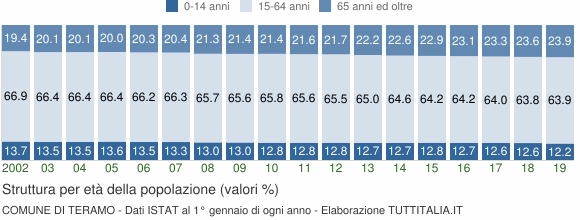 0-14 anni 15-64 anni 65 anni ed oltre
19.4 20.1 20.1 20.0 20.3 20.4 21.3 21.4 21.4 21.6 21.7 22.2 22.6 22.9 23.1 23.3 23.6 23.9
66.9 66.4 66.4 66.4 66.2 66.3 65.7 65.6 65.8 65.6 65.5 65.0 64.6 64.2 64.2 64.0 63.8 63.9
13.7 13.5 13.5 13.6 13.5 13.3 13.0 13.0 12.8 12.8 12.8 12.7 12.7 12.8 12.7 12.6 12.6 12.2
2002 03 04 05 06 07 08 09 10 11 12 13 14 15 16 17 18 19
Struttura per età della popolazione (valori %)
COMUNE DI TERAMO - Dati ISTAT al 1° gennaio di ogni anno - Elaborazione TUTTITALIA.IT